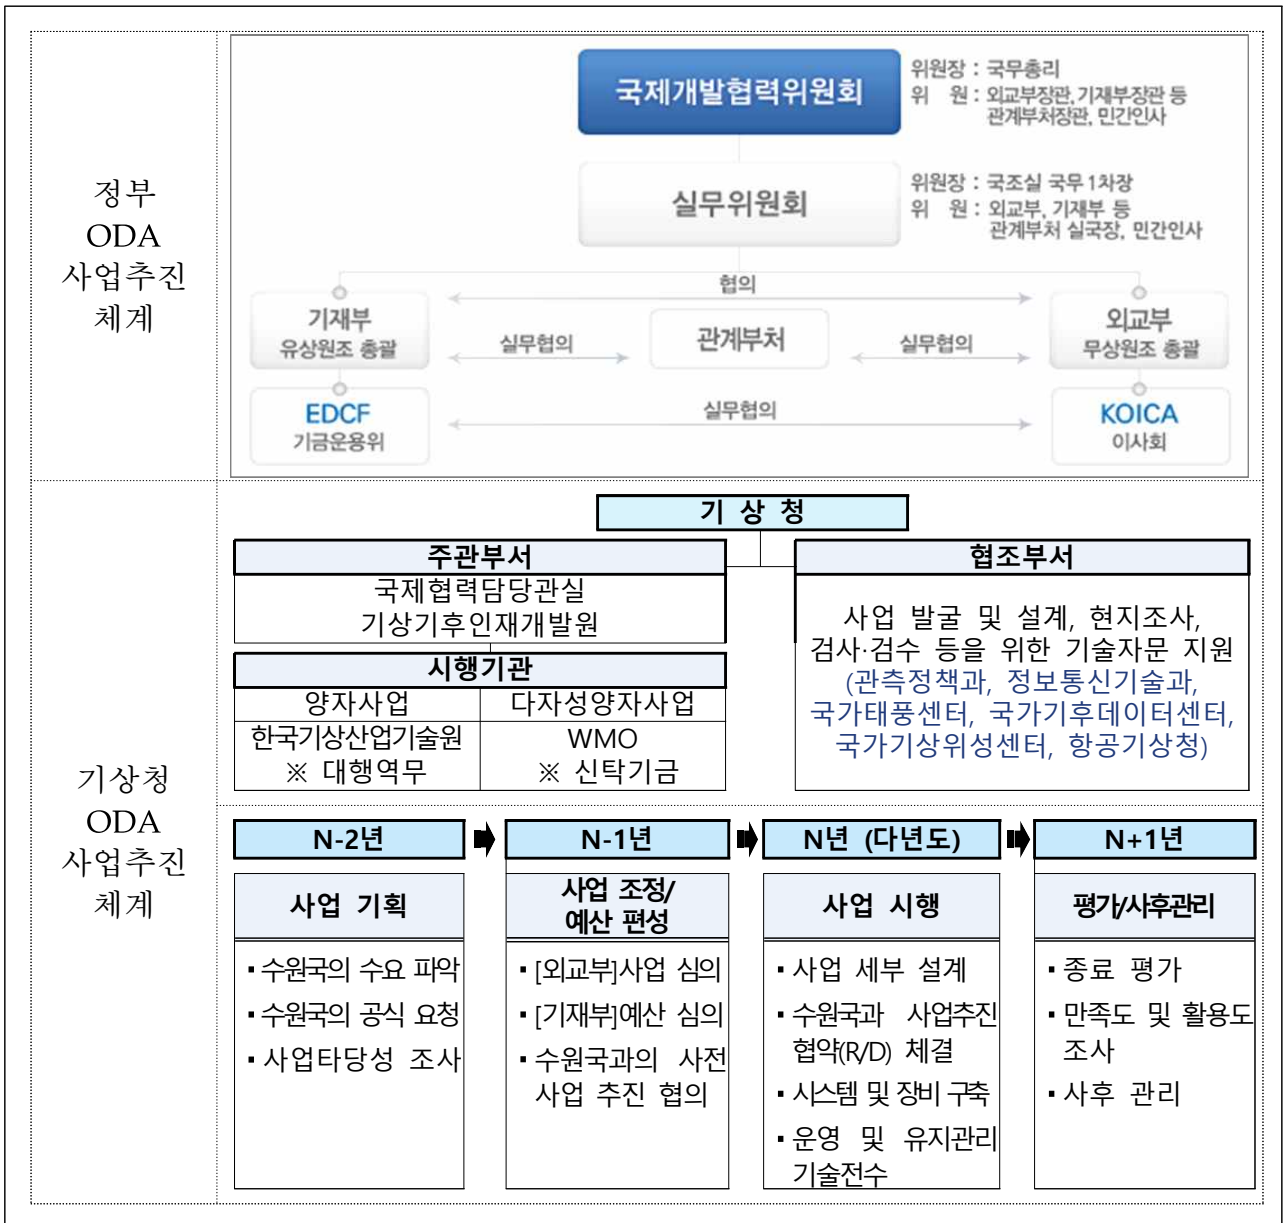 정부
ODA
사업추진
체계
국제개발협력위원회
위원장 : 국무총리
위 원 : 외교부장관, 기재부장관 등
관계부처장관, 민간인사
실무위원회
위원장 : 국조실 국무1차장
위 원 : 외교부, 기재부 등
관계부처 실국장, 민간인사
협의
기재부
유상원조 총괄
실무협의
관계부처
실무협의
외교부
무상원조 총괄
EDCF
기금운용위
실무협의
KOICA
이사회
기상청
ODA
사업추진
체계
기 상 청
주관부서
국제협력담당관실
기상기후인재개발원
시행기관
양자사업
다자성양자사업
한국기상산업기술원
※ 대행역무
WMO
※ 신탁기금
협조부서
사업 발굴 및 설계, 현지조사,
검사·검수 등을 위한 기술자문 지원
(관측정책과, 정보통신기술과,
국가태풍센터, 국가기후데이터센터,
국가기상위성센터, 항공기상청)
N-2년
N-1년
N년 (다년도)
N+1년
사업 기획
▪ 수원국의 수요 파악
▪ 수원국의 공식 요청
▪ 사업타당성 조사
사업 조정/
예산 편성
▪ [외교부]사업 심의
▪ [기재부]예산 심의
▪ 수원국과의 사전
사업 추진 협의
사업 시행
▪ 사업 세부 설계
▪ 수원국과 사업추진
협약(R/D) 체결
▪ 시스템 및 장비 구축
▪ 운영 및 유지관리
기술전수
평가/사후관리
▪ 종료 평가
▪ 만족도 및 활용도
조사
▪ 사후 관리